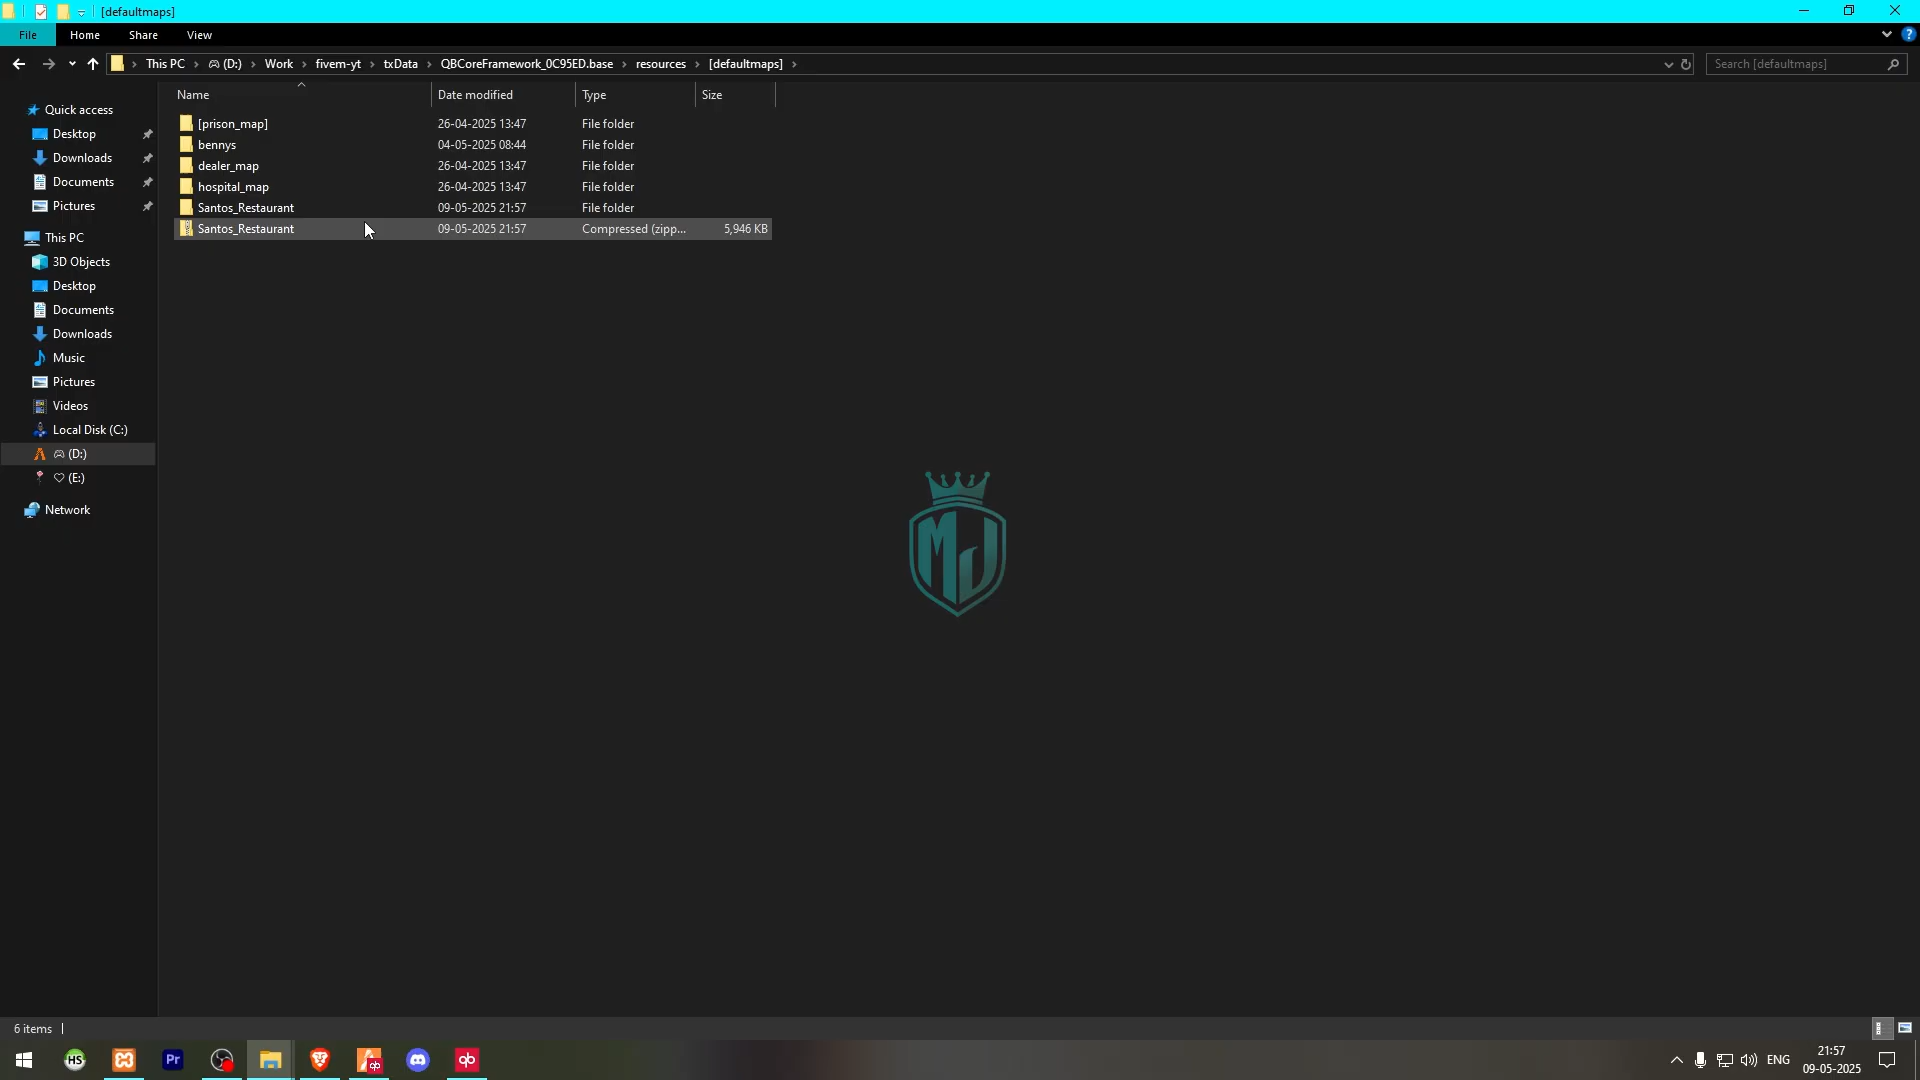 [defaultmaps]
File Home Share View
This PC (D:) Work fivem-yt txData QBCoreFramework_0C95ED.base resources [defaultmaps]
Search [defaultmaps]
Name Date modified Type Size
[prison_map] 26-04-2025 13:47 File folder
bennys 04-05-2025 08:44 File folder
dealer_map 26-04-2025 13:47 File folder
hospital_map 26-04-2025 13:47 File folder
Santos_Restaurant 09-05-2025 21:57 File folder
Santos_Restaurant 09-05-2025 21:57 Compressed (zipp... 5,946 KB
Quick access
Desktop
Downloads
Documents
Pictures
This PC
3D Objects
Desktop
Documents
Downloads
Music
Pictures
Videos
Local Disk (C:)
(D:)
(E:)
Network
MJ
6 items
HS
Pr
qb
qb
ENG
21:57
09-05-2025